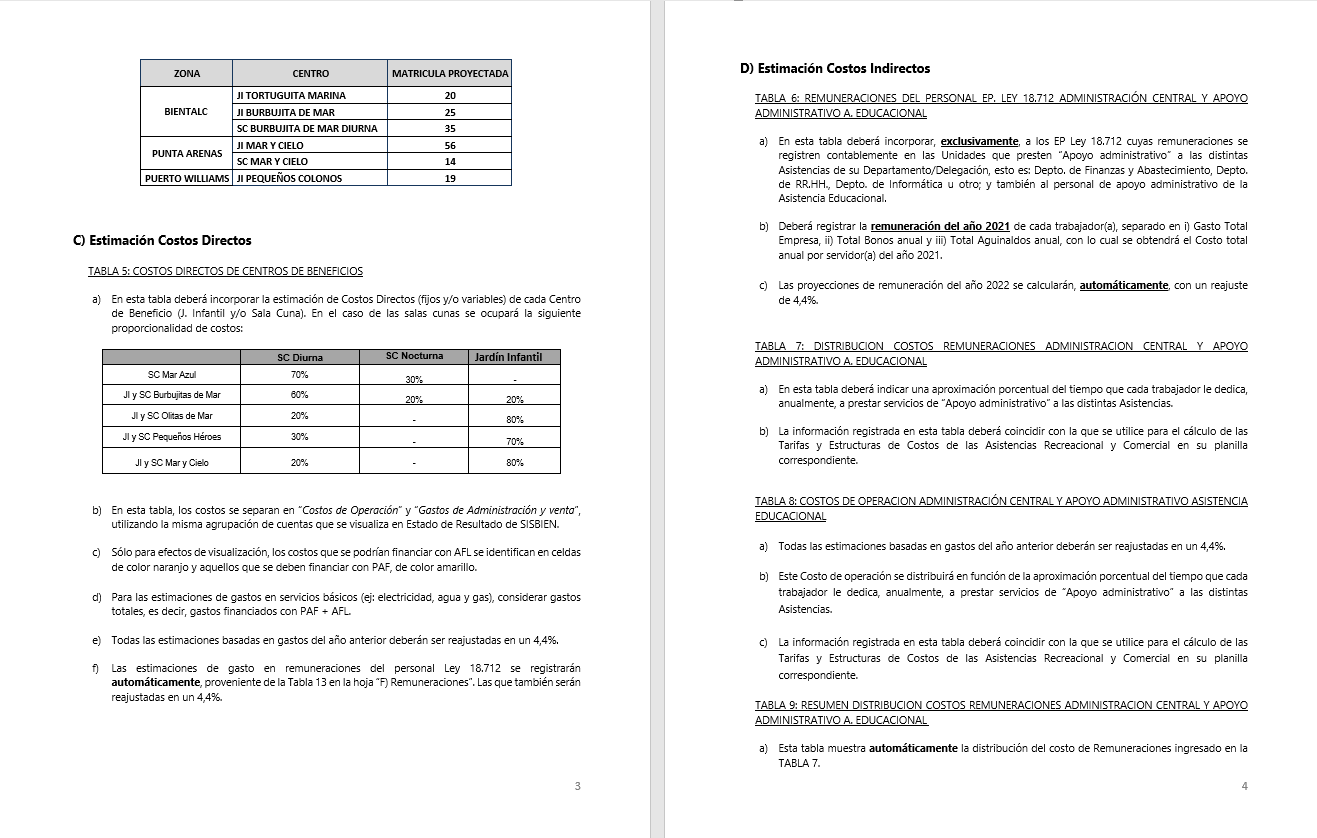 ZONA CENTRO MATRICULA PROYECTADA
BIENTALC JI TORTUGUITA MARINA 20
JI BURBUJITA DE MAR 25
SC BURBUJITA DE MAR DIURNA 35
PUNTA ARENAS JI MAR Y CIELO 56
SC MAR Y CIELO 14
PUERTO WILLIAMS JI PEQUEÑOS COLONOS 19
C) Estimación Costos Directos
TABLA 5: COSTOS DIRECTOS DE CENTROS DE BENEFICIOS
a) En esta tabla deberá incorporar la estimación de Costos Directos (fijos y/o variables) de cada Centro
de Beneficio (J. Infantil y/o Sala Cuna). En el caso de las salas cunas se ocupará la siguiente
proporcionalidad de costos:
SC Diurna SC Nocturna Jardín Infantil
SC Mar Azul 70% 30% -
JI y SC Burbujitas de Mar 60% 20% 20%
JI y SC Olitas de Mar 20% - 80%
JI y SC Pequeños Héroes 30% - 70%
JI y SC Mar y Cielo 20% - 80%
b) En esta tabla, los costos se separan en “Costos de Operación” y “Gastos de Administración y venta”,
utilizando la misma agrupación de cuentas que se visualiza en Estado de Resultado de SISBIEN.
c) Sólo para efectos de visualización, los costos que se podrían financiar con AFL se identifican en celdas
de color naranjo y aquellos que se deben financiar con PAF, de color amarillo.
d) Para las estimaciones de gastos en servicios básicos (ej: electricidad, agua y gas), considerar gastos
totales, es decir, gastos financiados con PAF + AFL.
e) Todas las estimaciones basadas en gastos del año anterior deberán ser reajustadas en un 4,4%.
f) Las estimaciones de gasto en remuneraciones del personal Ley 18.712 se registrarán
automáticamente, proveniente de la Tabla 13 en la hoja “F) Remuneraciones”. Las que también serán
reajustadas en un 4,4%.
3
D) Estimación Costos Indirectos
TABLA 6: REMUNERACIONES DEL PERSONAL EP. LEY 18.712 ADMINISTRACIÓN CENTRAL Y APOYO
ADMINISTRATIVO A. EDUCACIONAL
a) En esta tabla deberá incorporar, exclusivamente, a los EP Ley 18.712 cuyas remuneraciones se
registren contablemente en las Unidades que presten “Apoyo administrativo” a las distintas
Asistencias de su Departamento/Delegación, esto es: Depto. de Finanzas y Abastecimiento, Depto.
de RR.HH., Depto. de Informática u otro; y también al personal de apoyo administrativo de la
Asistencia Educacional.
b) Deberá registrar la remuneración del año 2021 de cada trabajador(a), separado en i) Gasto Total
Empresa, ii) Total Bonos anual y iii) Total Aguinaldos anual, con lo cual se obtendrá el Costo total
anual por servidor(a) del año 2021.
c) Las proyecciones de remuneración del año 2022 se calcularán, automáticamente, con un reajuste
de 4,4%.
TABLA 7: DISTRIBUCION COSTOS REMUNERACIONES ADMINISTRACION CENTRAL Y APOYO
ADMINISTRATIVO A. EDUCACIONAL
a) En esta tabla deberá indicar una aproximación porcentual del tiempo que cada trabajador le dedica,
anualmente, a prestar servicios de “Apoyo administrativo” a las distintas Asistencias.
b) La información registrada en esta tabla deberá coincidir con la que se utilice para el cálculo de las
Tarifas y Estructuras de Costos de las Asistencias Recreacional y Comercial en su planilla
correspondiente.
TABLA 8: COSTOS DE OPERACION ADMINISTRACIÓN CENTRAL Y APOYO ADMINISTRATIVO ASISTENCIA
EDUCACIONAL
a) Todas las estimaciones basadas en gastos del año anterior deberán ser reajustadas en un 4,4%.
b) Este Costo de operación se distribuirá en función de la aproximación porcentual del tiempo que cada
trabajador le dedica, anualmente, a prestar servicios de “Apoyo administrativo” a las distintas
Asistencias.
c) La información registrada en esta tabla deberá coincidir con la que se utilice para el cálculo de las
Tarifas y Estructuras de Costos de las Asistencias Recreacional y Comercial en su planilla
correspondiente.
TABLA 9: RESUMEN DISTRIBUCION COSTOS REMUNERACIONES ADMINISTRACION CENTRAL Y APOYO
ADMINISTRATIVO A. EDUCACIONAL
a) Esta tabla muestra automáticamente la distribución del costo de Remuneraciones ingresado en la
TABLA 7.
4